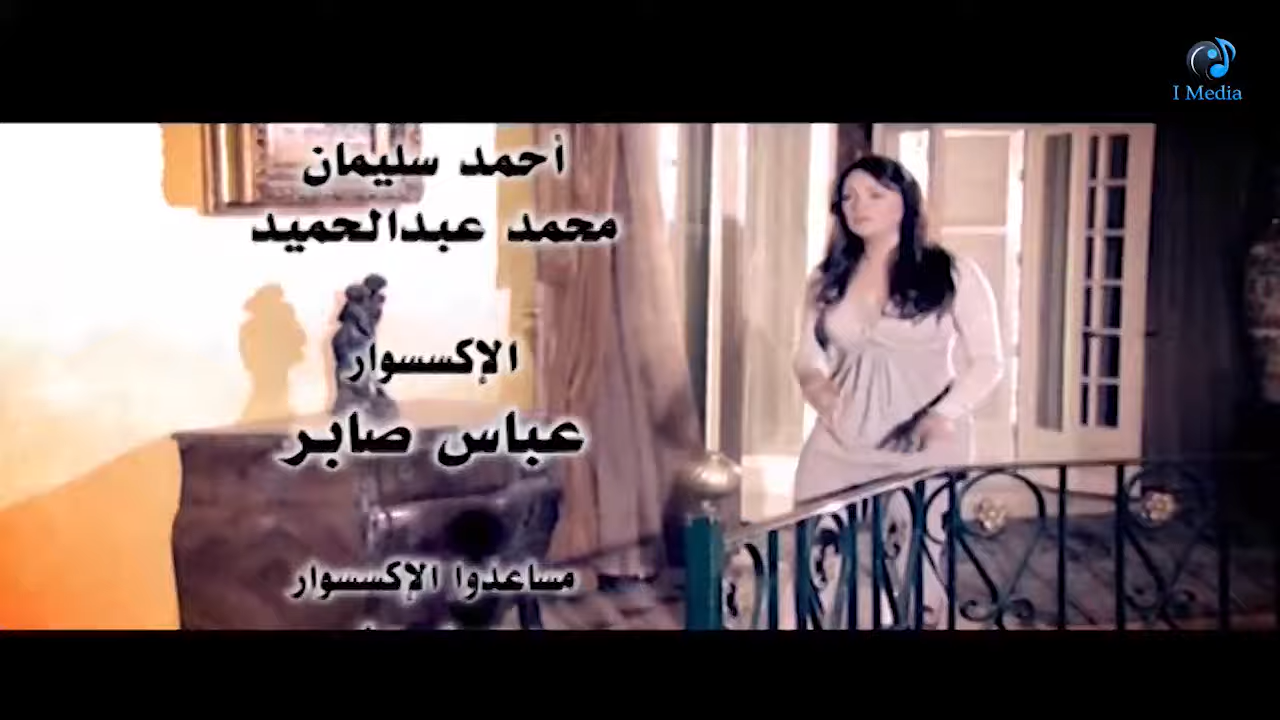 I Media
أحمد سليمان
محمد عبدالحميد
الإكسسوار
عباس صابر
مساعدوا الإكسسوار